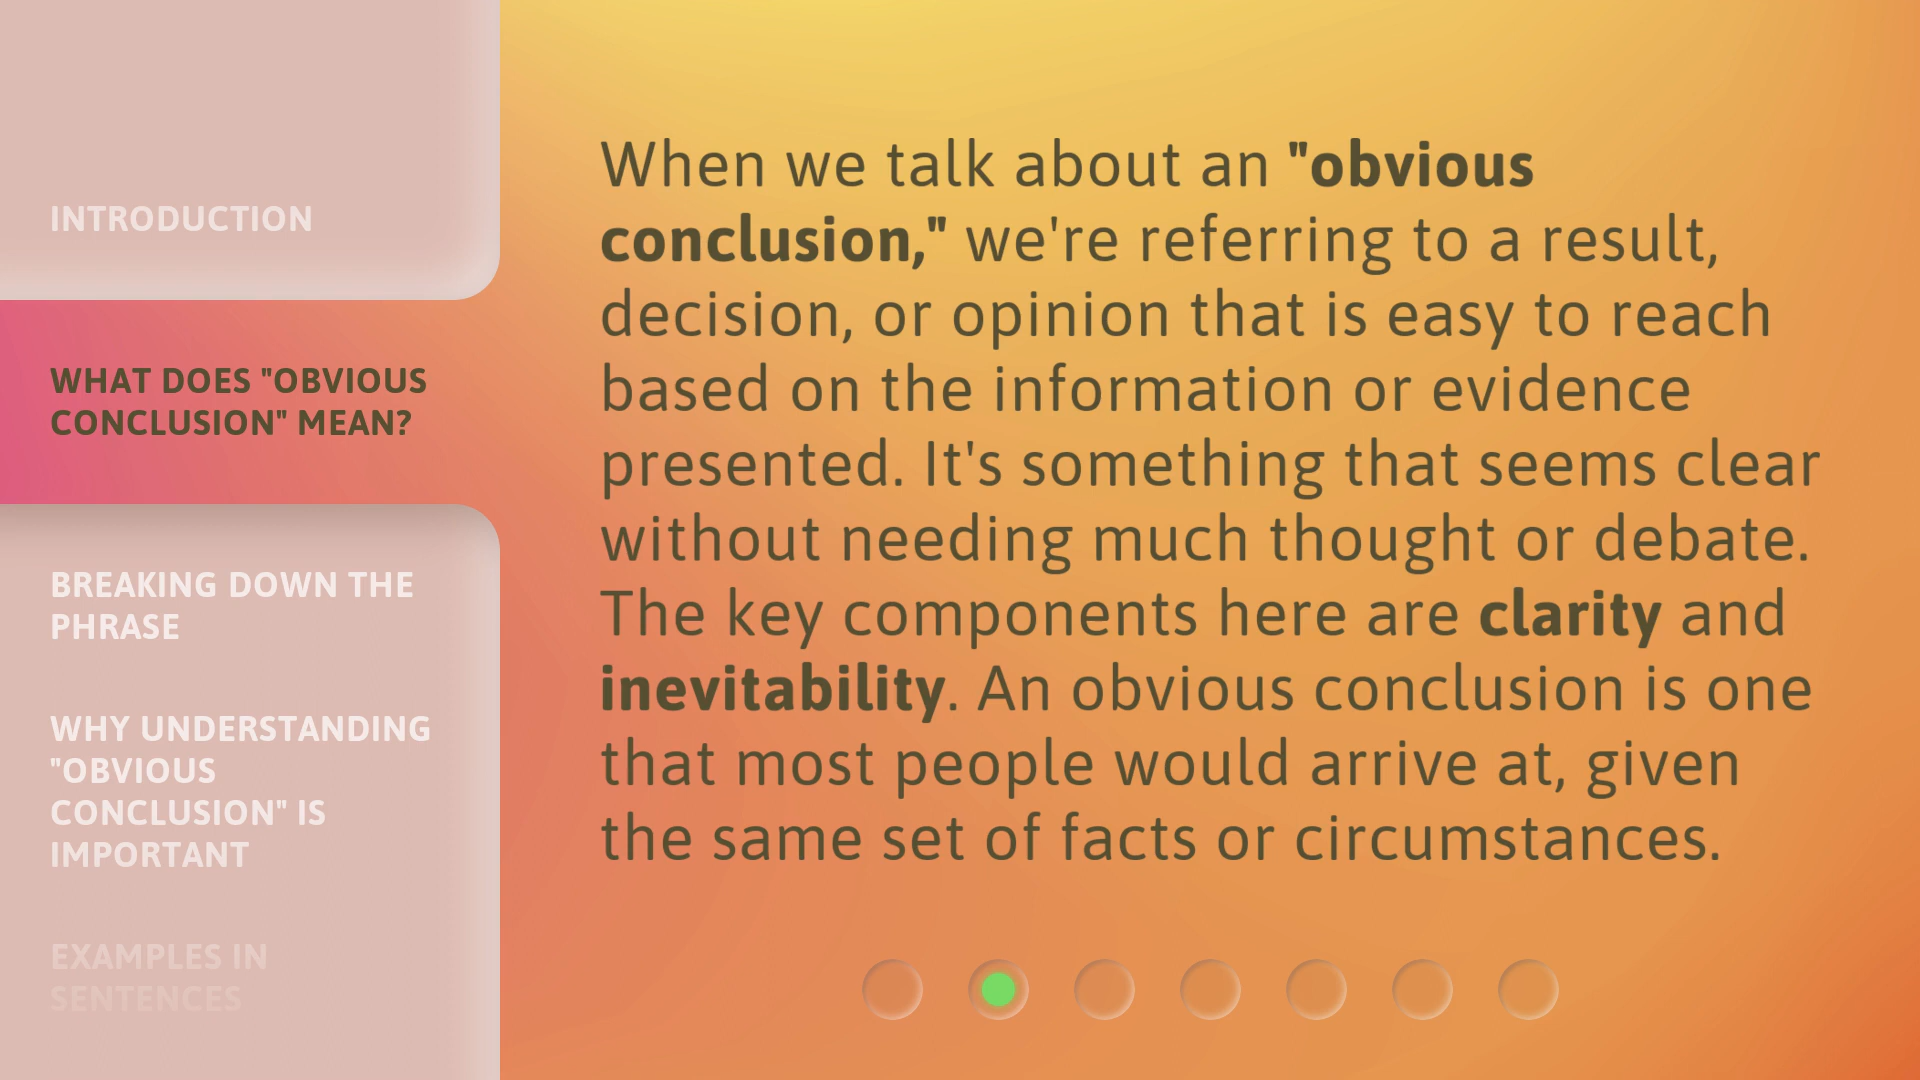 INTRODUCTION
WHAT DOES "OBVIOUS
CONCLUSION" MEAN?
BREAKING DOWN THE
PHRASE
WHY UNDERSTANDING
"OBVIOUS
CONCLUSION" IS
IMPORTANT
EXAMPLES IN
SENTENCES
When we talk about an "obvious
conclusion," we're referring to a result,
decision, or opinion that is easy to reach
based on the information or evidence
presented. It's something that seems clear
without needing much thought or debate.
The key components here are clarity and
inevitability. An obvious conclusion is one
that most people would arrive at, given
the same set of facts or circumstances.